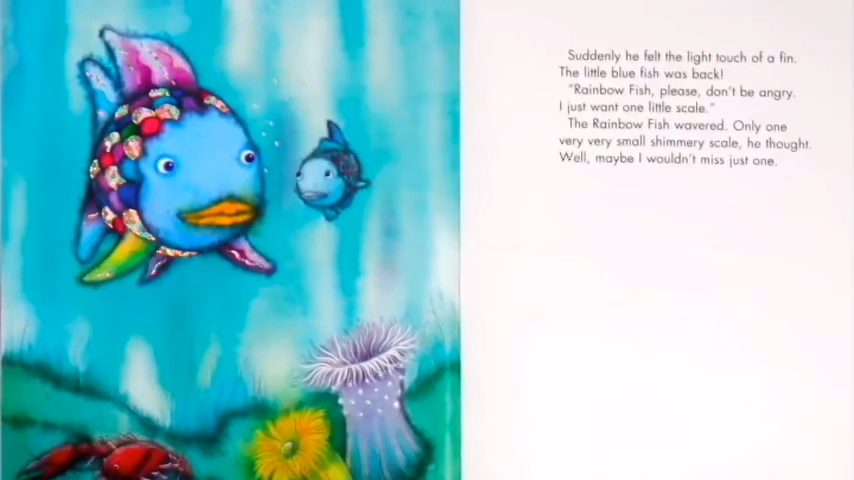 Suddenly he felt the light touch of a fin.
The little blue fish was back!
"Rainbow Fish, please, don't be angry.
I just want one little scale."
The Rainbow Fish wavered. Only one
very very small shimmery scale, he thought.
Well, maybe I wouldn't miss just one.